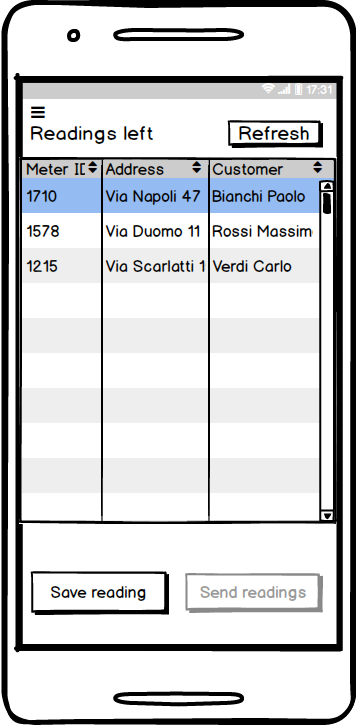 17:31
Readings left Refresh
Meter ID Address Customer
1710 Via Napoli 47 Bianchi Paolo
1578 Via Duomo 11 Rossi Massim
1215 Via Scarlatti 1 Verdi Carlo
Save reading Send readings